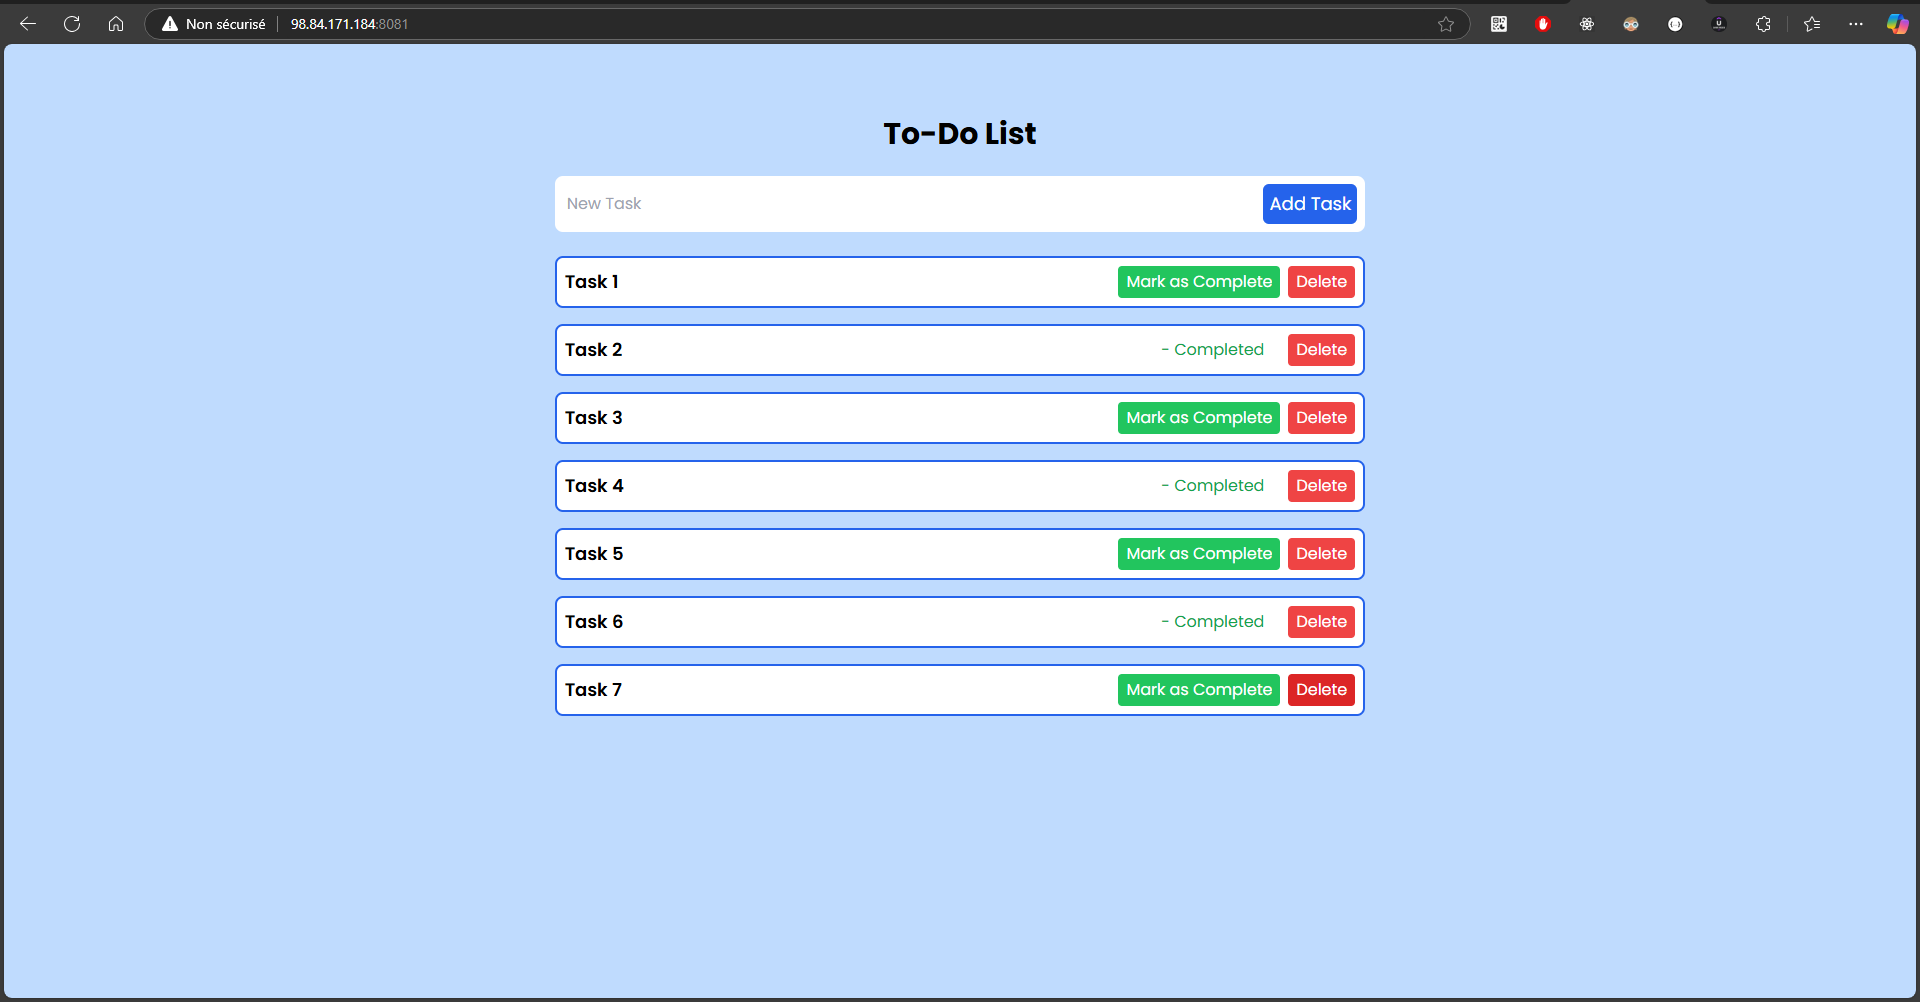 Non sécurisé 98.84.171.184:8081
To-Do List
New Task Add Task
Task 1 Mark as Complete Delete
Task 2 - Completed Delete
Task 3 Mark as Complete Delete
Task 4 - Completed Delete
Task 5 Mark as Complete Delete
Task 6 - Completed Delete
Task 7 Mark as Complete Delete